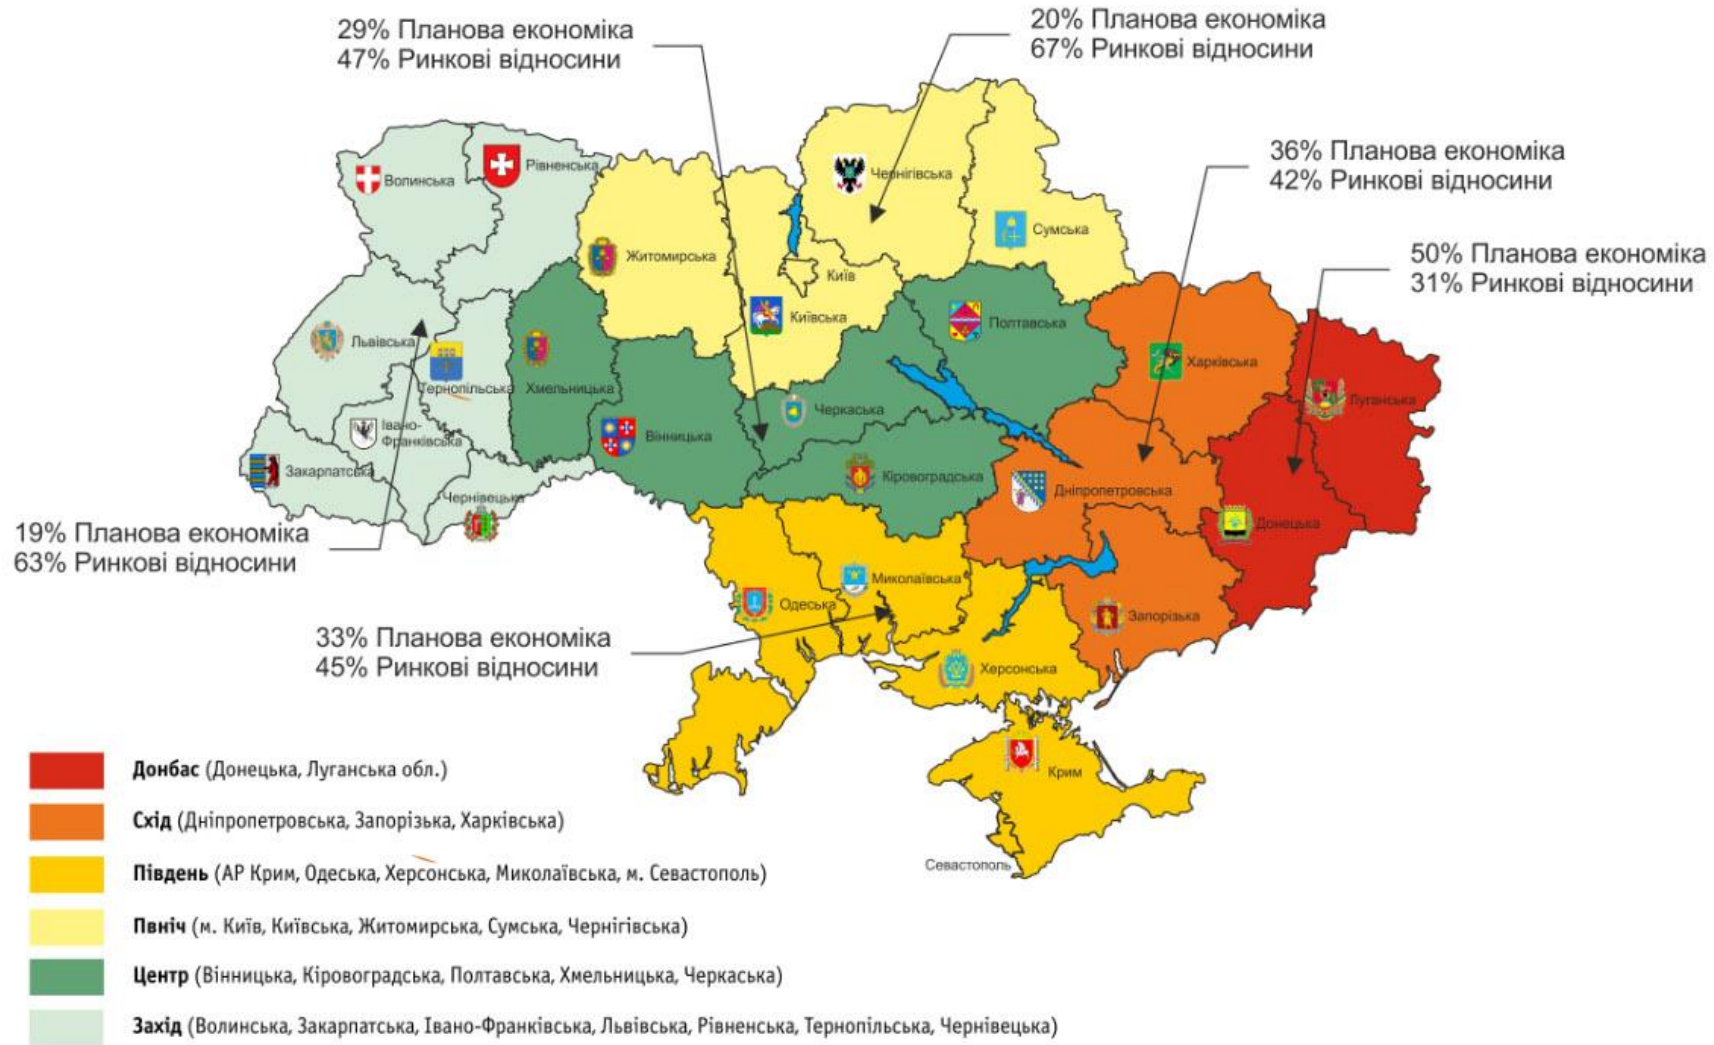 29% Планова економіка
47% Ринкові відносини
20% Планова економіка
67% Ринкові відносини
36% Планова економіка
42% Ринкові відносини
50% Планова економіка
31% Ринкові відносини
19% Планова економіка
63% Ринкові відносини
33% Планова економіка
45% Ринкові відносини
Волинська
Рівненська
Житомирська
Чернігівська
Сумська
Київ
Київська
Львівська
Тернопільська
Хмельницька
Вінницька
Черкаська
Полтавська
Харківська
Луганська
Івано-
Франківська
Закарпатська
Чернівецька
Кіровоградська
Дніпропетровська
Донецька
Одеська
Миколаївська
Запорізька
Херсонська
Крим
Севастополь
Донбас (Донецька, Луганська обл.)
Схід (Дніпропетровська, Запорізька, Харківська)
Південь (АР Крим, Одеська, Херсонська, Миколаївська, м. Севастополь)
Пвніч (м. Київ, Київська, Житомирська, Сумська, Чернігівська)
Центр (Вінницька, Кіровоградська, Полтавська, Хмельницька, Черкаська)
Захід (Волинська, Закарпатська, Івано-Франківська, Львівська, Рівненська, Тернопільська, Чернівецька)